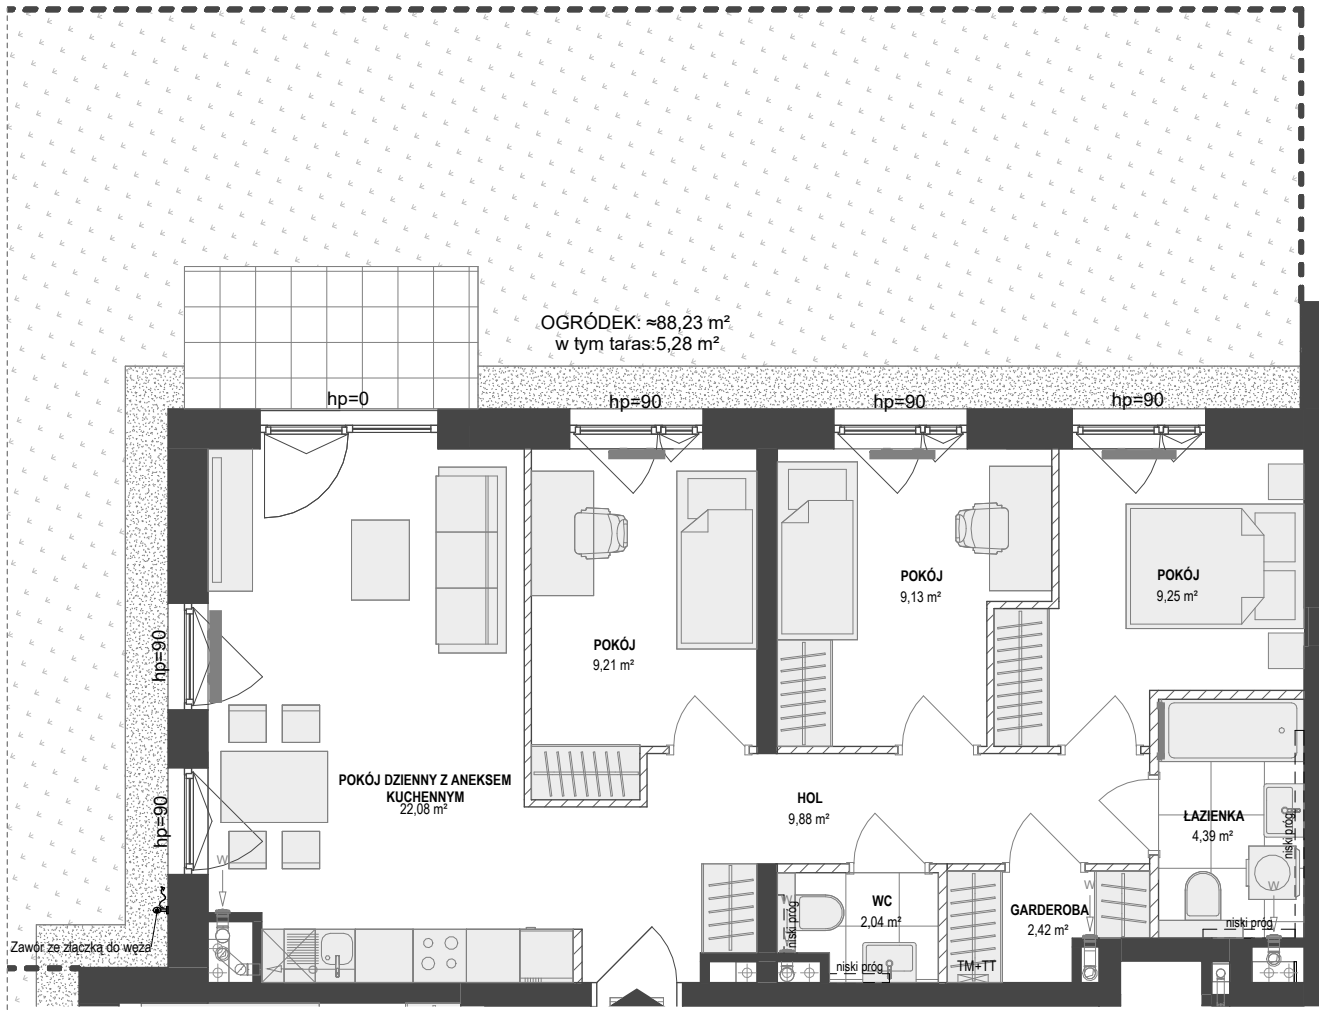 OGRÓDEK: ≈88,23 m²
w tym taras:5,28 m²
hp=0
hp=90
hp=90
hp=90
POKÓJ
9,21 m²
POKÓJ
9,13 m²
POKÓJ
9,25 m²
hp=90
hp=90
POKÓJ DZIENNY Z ANEKSEM
KUCHENNYM
22,08 m²
HOL
9,88 m²
ŁAZIENKA
4,39 m²
niski próg
W
W
W
W
WC
2,04 m²
niski próg
niski próg
GARDEROBA
2,42 m²
niski próg
TM+TT
Zawór ze złączką do węża